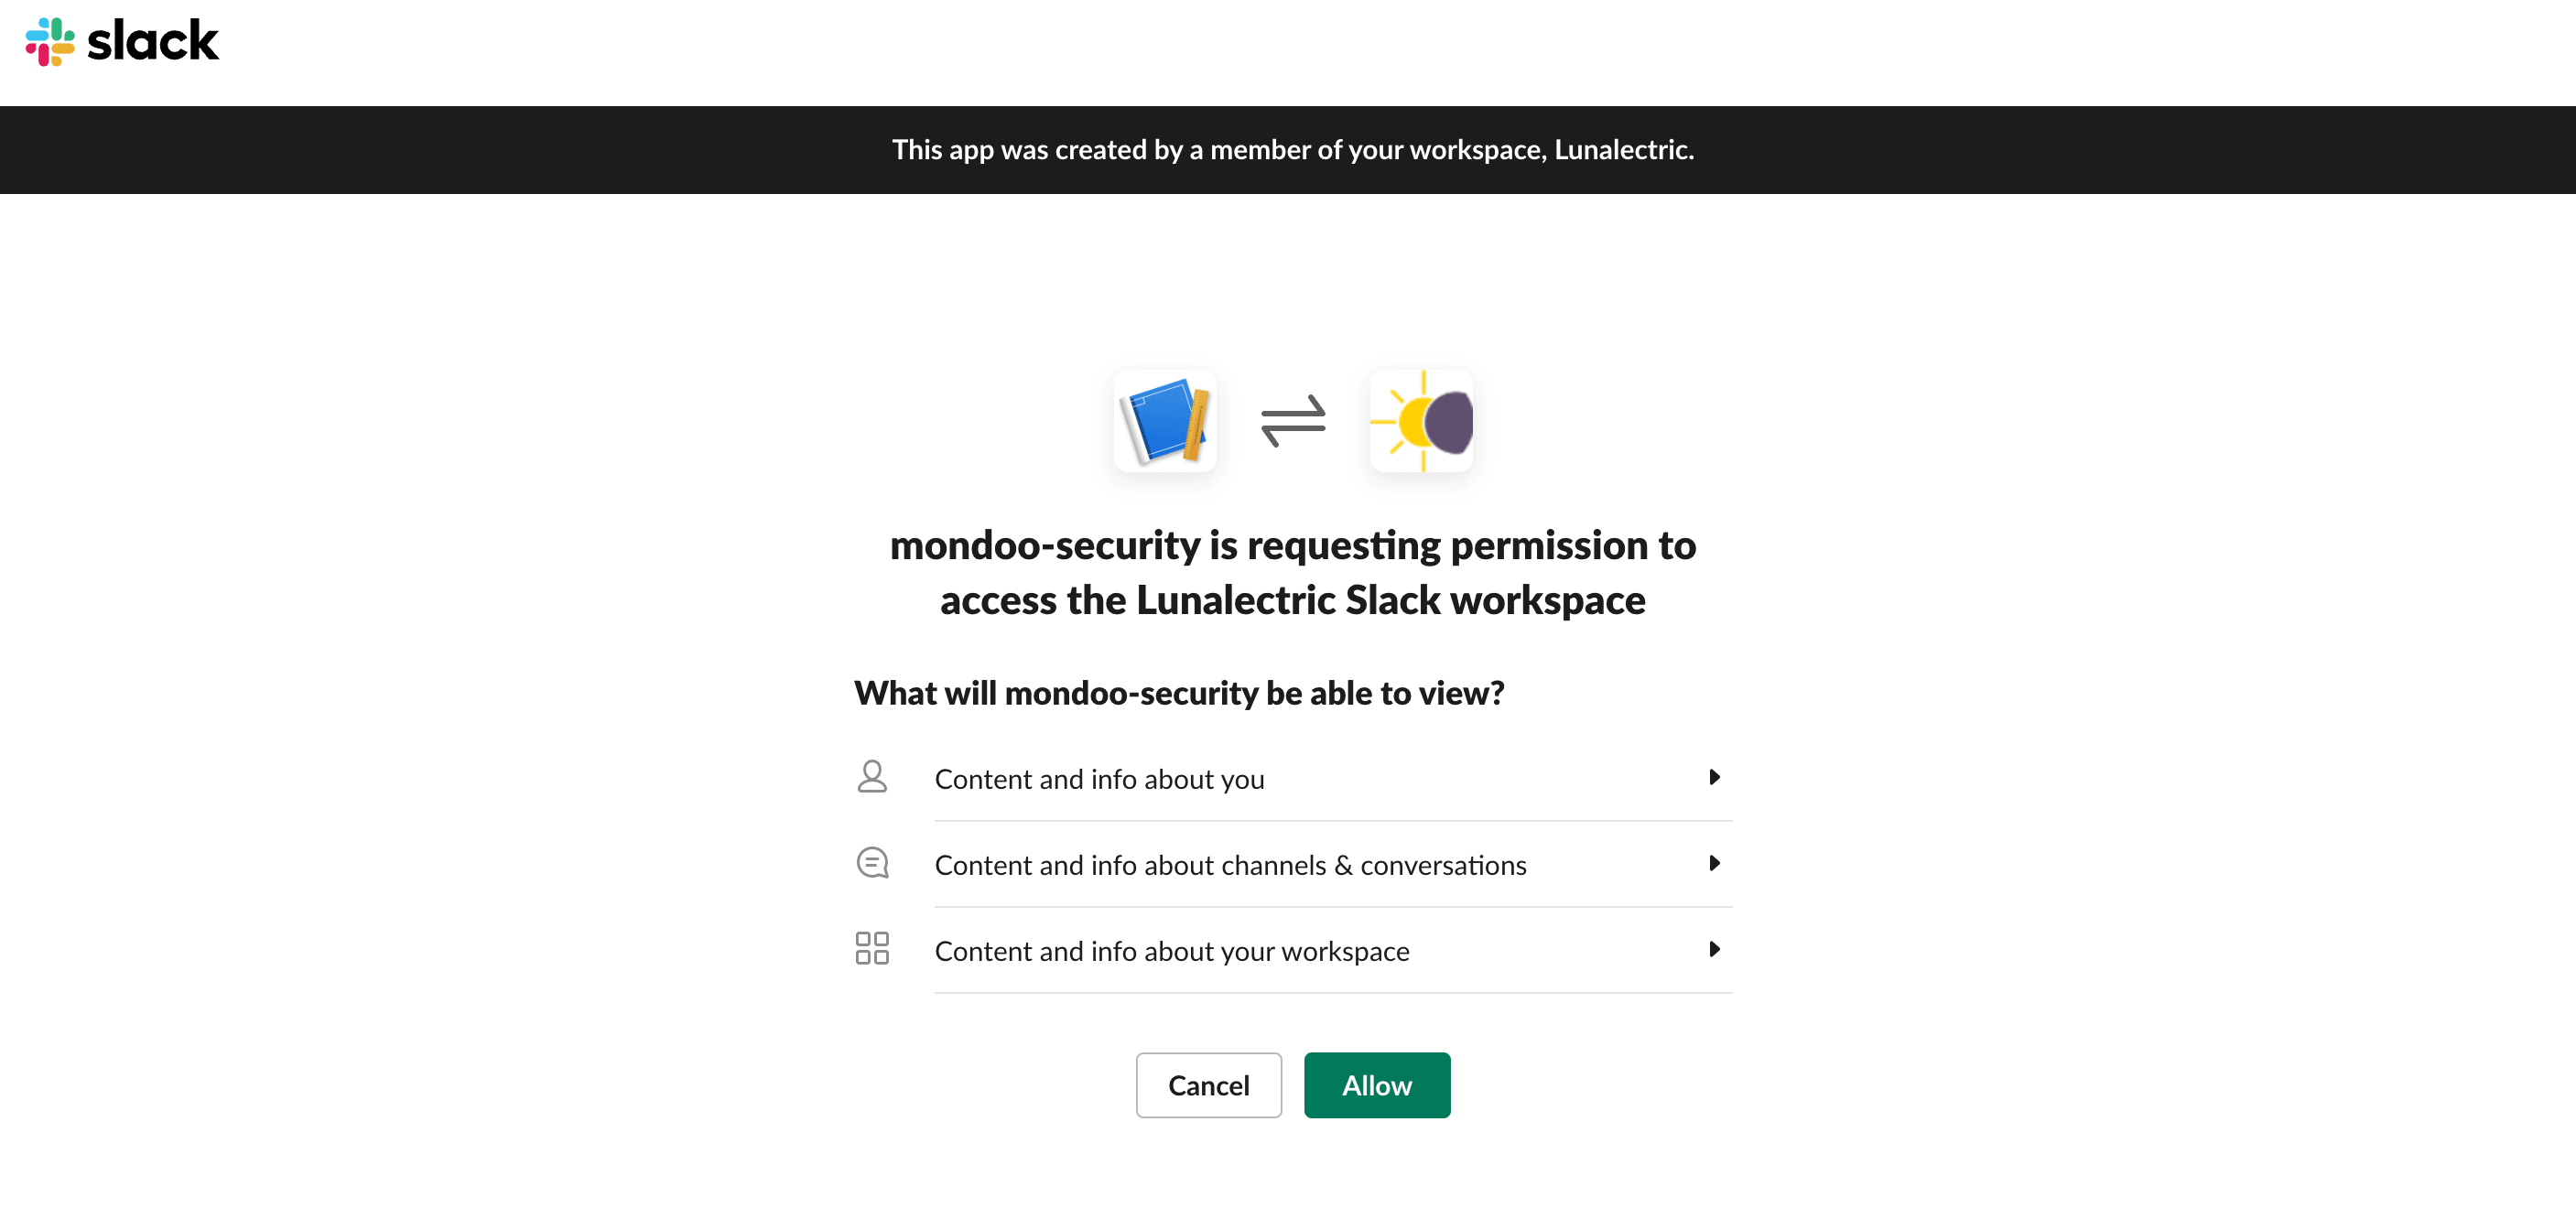 slack
This app was created by a member of your workspace, Lunalectric.
mondoo-security is requesting permission to
access the Lunalectric Slack workspace
What will mondoo-security be able to view?
Content and info about you
Content and info about channels & conversations
Content and info about your workspace
Cancel
Allow